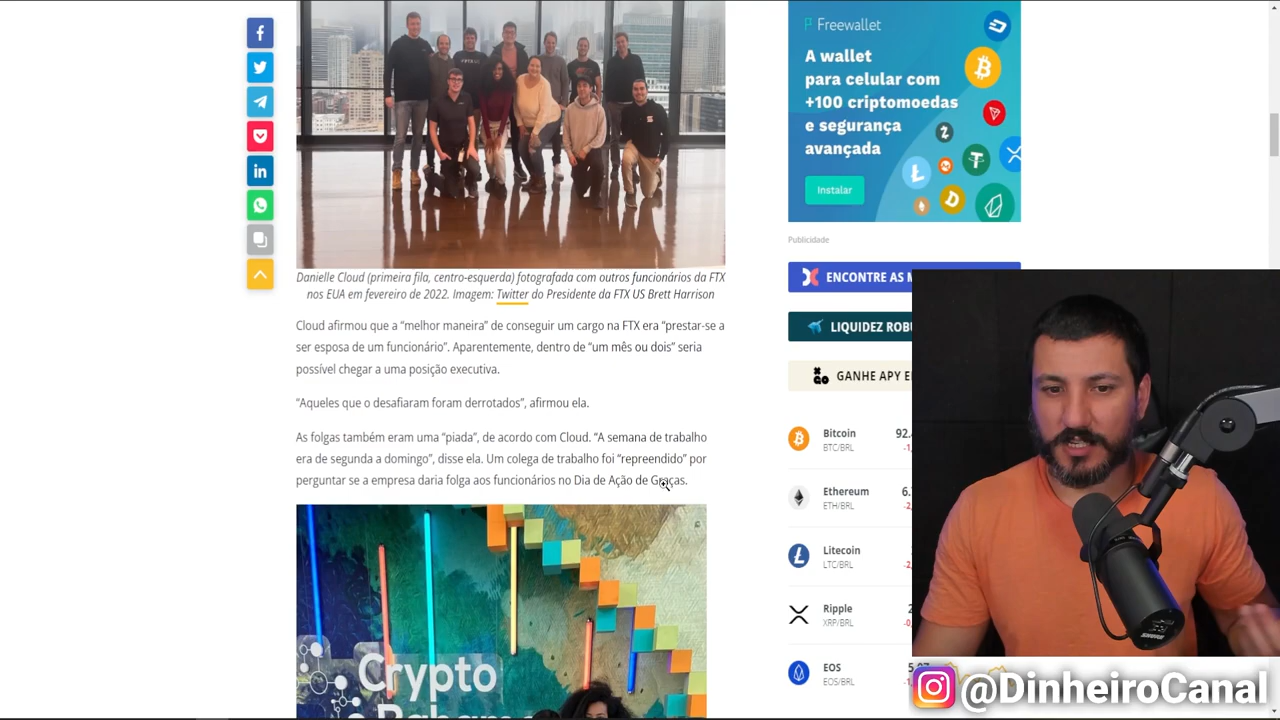 Danielle Cloud (primeira fila, centro-esquerda) fotografada com outros funcionários da FTX
nos EUA em fevereiro de 2022. Imagem: Twitter do Presidente da FTX US Brett Harrison
Cloud afirmou que a “melhor maneira” de conseguir um cargo na FTX era “prestar-se a
ser esposa de um funcionário”. Aparentemente, dentro de “um mês ou dois” seria
possível chegar a uma posição executiva.
“Aqueles que o desafiaram foram derrotados”, afirmou ela.
As folgas também eram uma “piada”, de acordo com Cloud. “A semana de trabalho
era de segunda a domingo”, disse ela. Um colega de trabalho foi “repreendido” por
perguntar se a empresa daria folga aos funcionários no Dia de Ação de Graças.
Crypto
Freewallet
A wallet
para celular com
+100 criptomoedas
e segurança
avançada
Instalar
Publicidade
ENCONTRE AS
LIQUIDEZ
GANHE APY
Bitcoin
BTC/BRL
92.
Ethereum
ETH/BRL
6.
Litecoin
LTC/BRL
Ripple
XRP/BRL
EOS
EOS/BRL
@DinheiroCanal